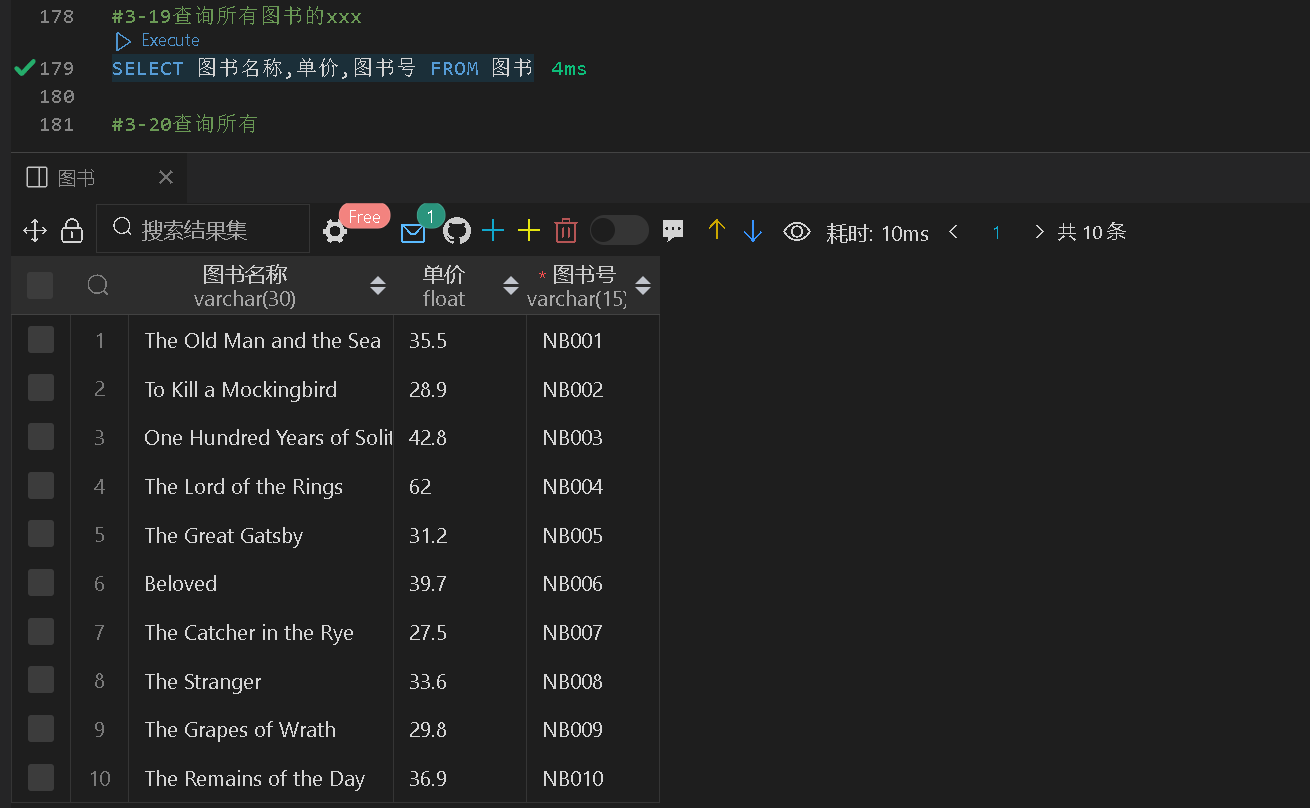 178 #3-19查询所有图书的xxx
Execute
179 SELECT 图书名称,单价,图书号 FROM 图书 4ms
180
181 #3-20查询所有
图书
搜索结果集 Free 1 耗时: 10ms 1 共 10 条
图书名称 单价 * 图书号
varchar(30) float varchar(15)
1 The Old Man and the Sea 35.5 NB001
2 To Kill a Mockingbird 28.9 NB002
3 One Hundred Years of Solit 42.8 NB003
4 The Lord of the Rings 62 NB004
5 The Great Gatsby 31.2 NB005
6 Beloved 39.7 NB006
7 The Catcher in the Rye 27.5 NB007
8 The Stranger 33.6 NB008
9 The Grapes of Wrath 29.8 NB009
10 The Remains of the Day 36.9 NB010